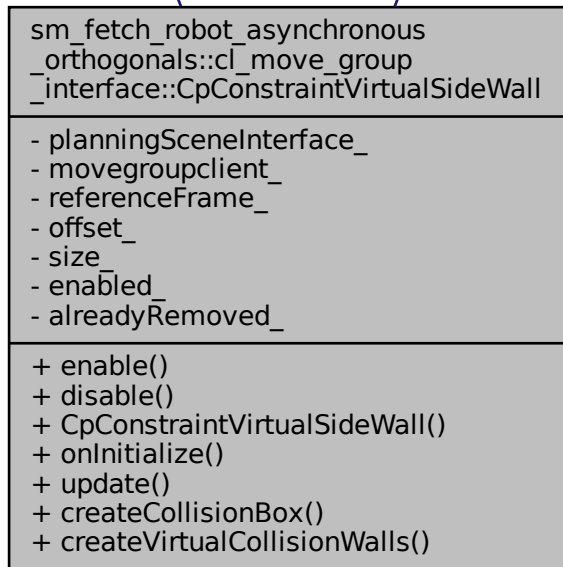 sm_fetch_robot_asynchronous
_orthogonals::cl_move_group
_interface::CpConstraintVirtualSideWall
- planningSceneInterface_
- movegroupclient_
- referenceFrame_
- offset_
- size_
- enabled_
- alreadyRemoved_
+ enable()
+ disable()
+ CpConstraintVirtualSideWall()
+ onInitialize()
+ update()
+ createCollisionBox()
+ createVirtualCollisionWalls()